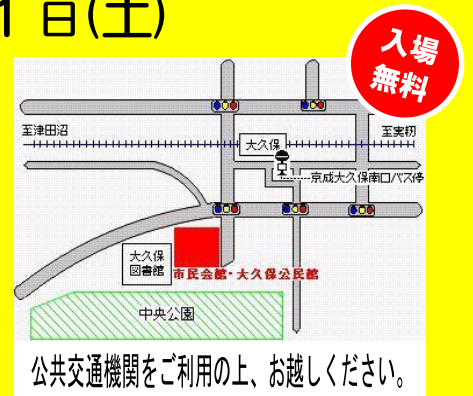 1日(土)
入場
無料
至津田沼
至実籾
大久保
京成大久保南口バス停
大久保
図書館
市民会館・大久保公民館
中央公園
公共交通機関をご利用の上、お越しください。